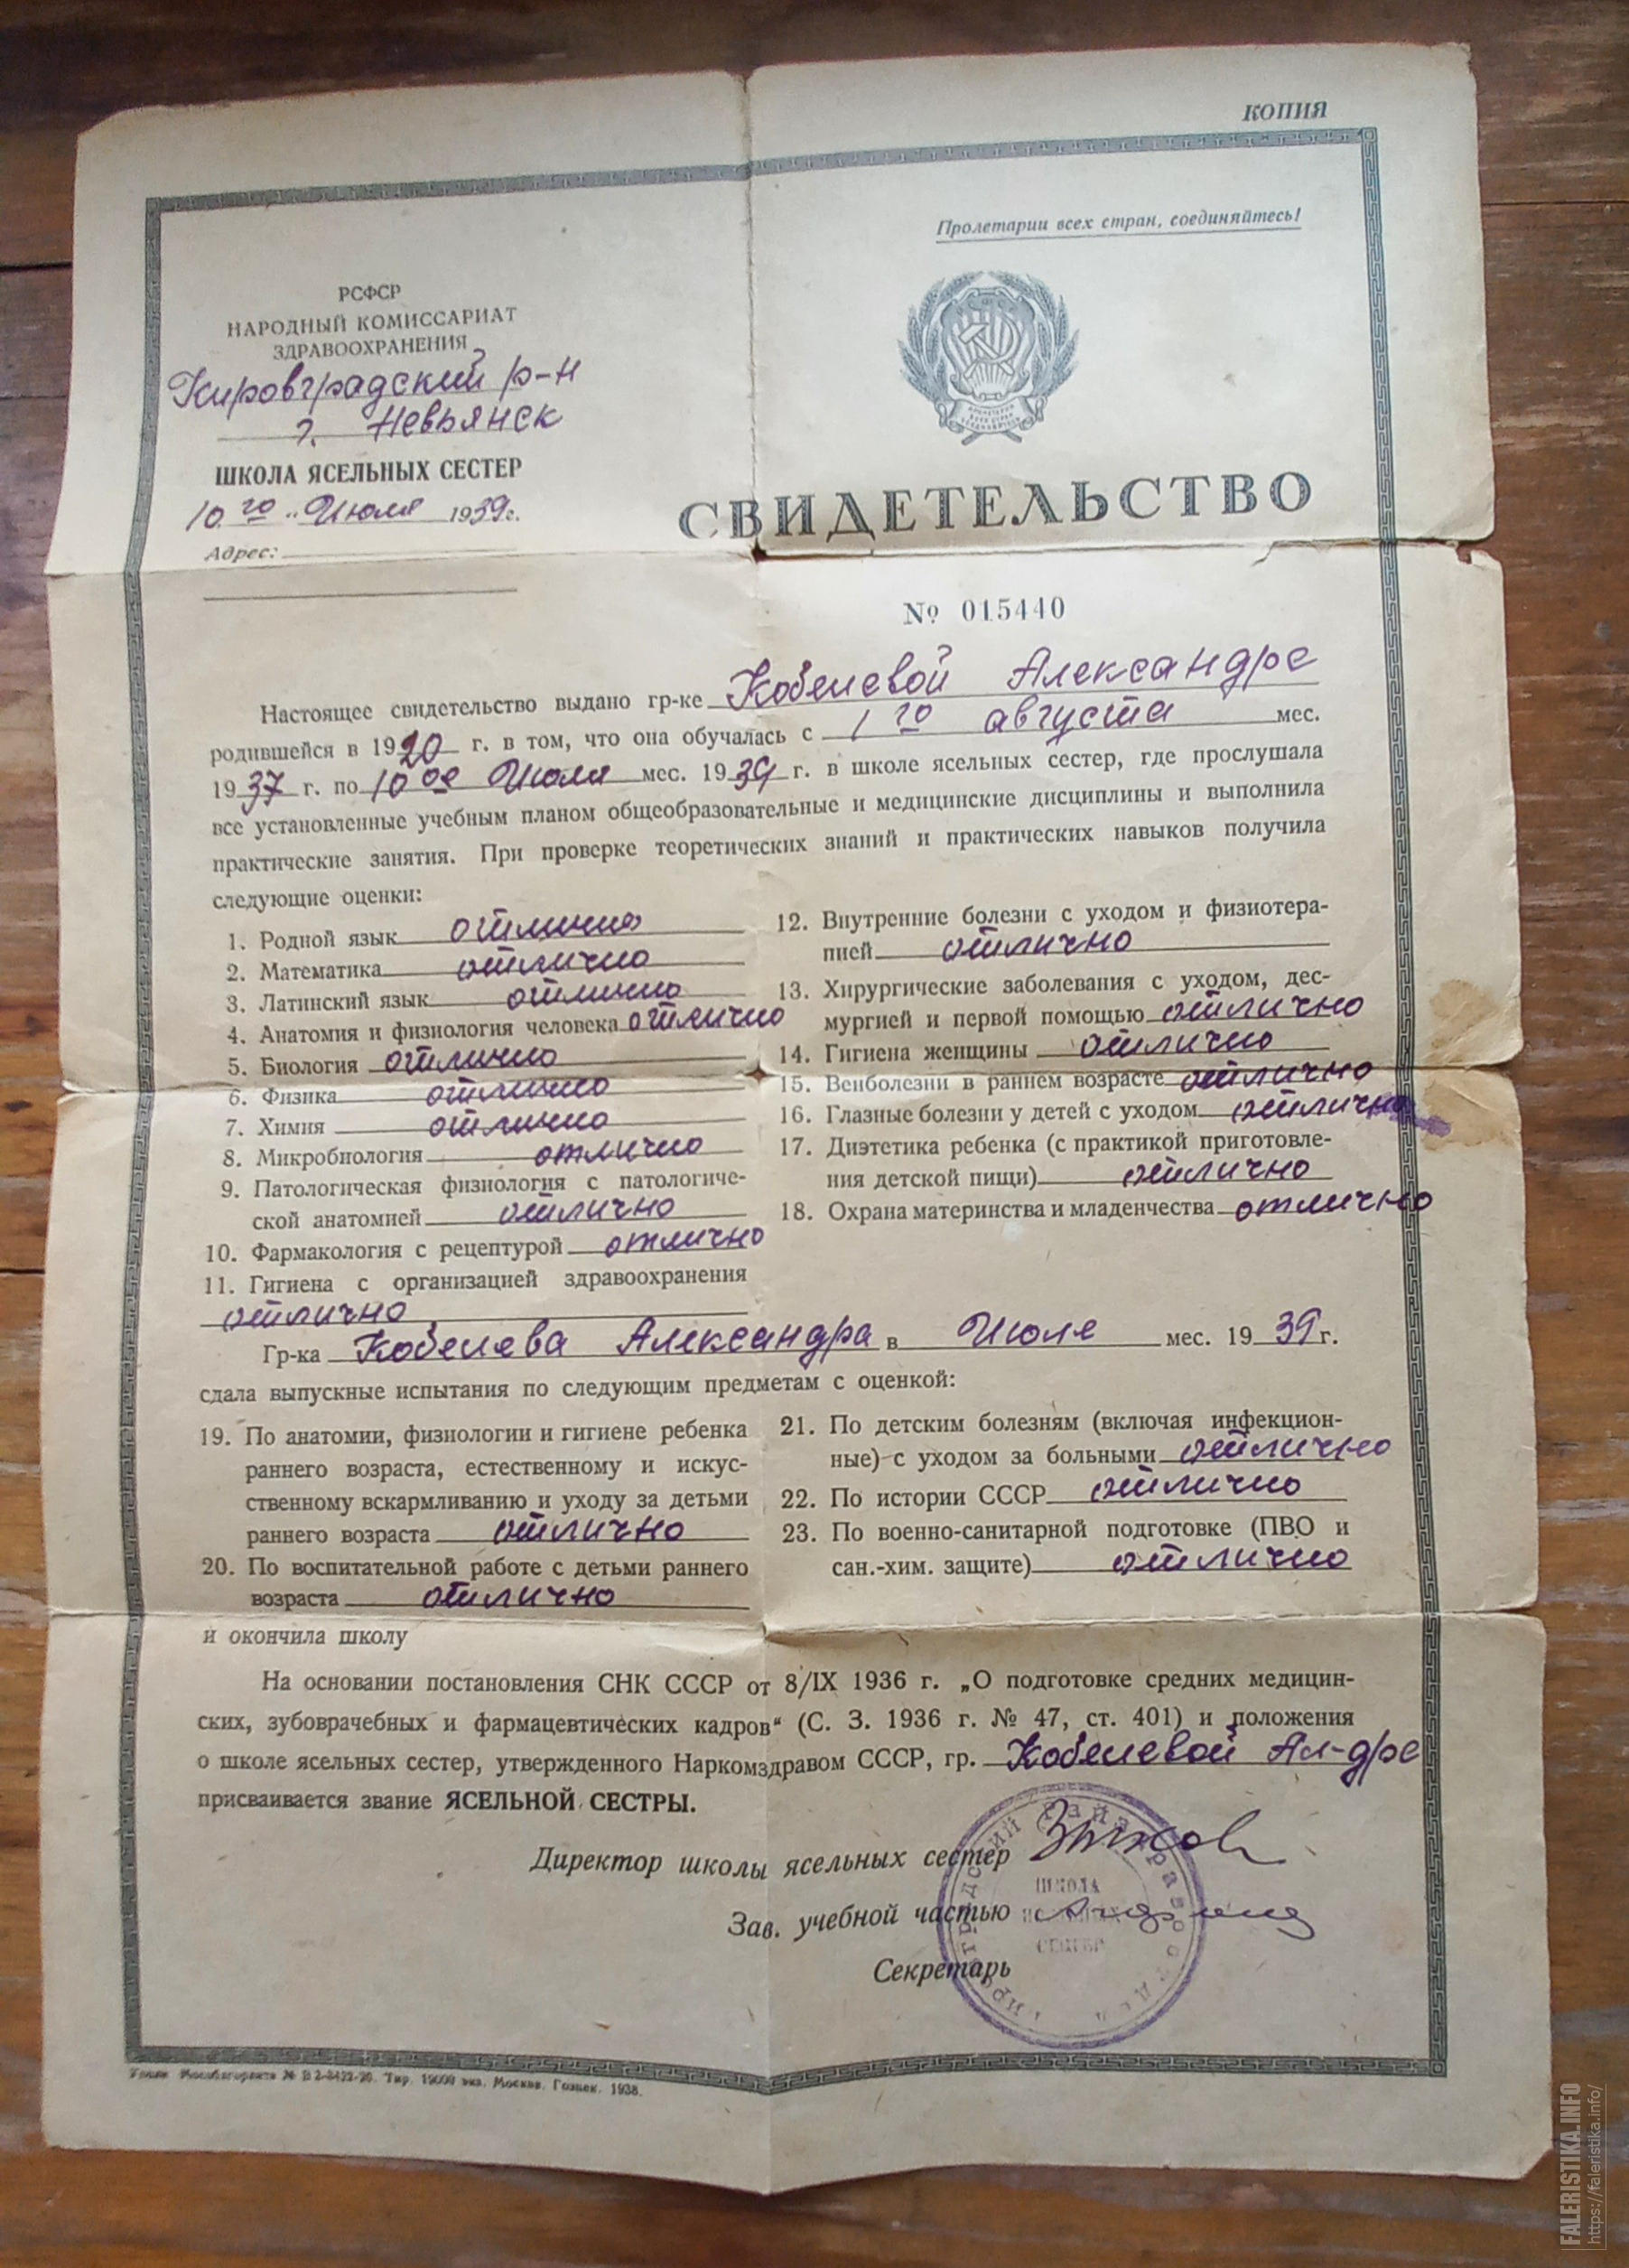 КОПИЯ
Пролетарии всех стран, соединяйтесь!
РСФСР
НАРОДНЫЙ КОМИССАРИАТ
ЗДРАВООХРАНЕНИЯ
Кировградский р-н
г. Невьянск
ШКОЛА ЯСЕЛЬНЫХ СЕСТЕР
10го „ Июля 1939 г.
Адрес:
СВИДЕТЕЛЬСТВО
№ 015440
Настоящее свидетельство выдано гр-ке Кобелевой Александре
родившейся в 1920 г. в том, что она обучалась с 1го августа мес.
1937 г. по 10ое Июля мес. 1939 г. в школе ясельных сестер, где прослушала
все установленные учебным планом общеобразовательные и медицинские дисциплины и выполнила
практические занятия. При проверке теоретических знаний и практических навыков получила
следующие оценки:
1. Родной язык отлично
2. Математика отлично
3. Латинский язык отлично
4. Анатомия и физиология человека отлично
5. Биология отлично
6. Физика отлично
7. Химия отлично
8. Микробиология отлично
9. Патологическая физиология с патологиче-
ской анатомией отлично
10. Фармакология с рецептурой отлично
11. Гигиена с организацией здравоохранения
отлично
12. Внутренние болезни с уходом и физиотера-
пией отлично
13. Хирургические заболевания с уходом, дес-
мургией и первой помощью отлично
14. Гигиена женщины отлично
15. Венболезни в раннем возрасте отлично
16. Глазные болезни у детей с уходом отлично
17. Диэтетика ребенка (с практикой приготовле-
ния детской пищи) отлично
18. Охрана материнства и младенчества отлично
Гр-ка Кобелева Александра в Июле мес. 1939 г.
сдала выпускные испытания по следующим предметам с оценкой:
19. По анатомии, физиологии и гигиене ребенка
раннего возраста, естественному и искус-
ственному вскармливанию и уходу за детьми
раннего возраста отлично
20. По воспитательной работе с детьми раннего
возраста отлично
21. По детским болезням (включая инфекцион-
ные) с уходом за больными отлично
22. По истории СССР отлично
23. По военно-санитарной подготовке (ПВО и
сан.-хим. защите) отлично
и окончила школу
На основании постановления СНК СССР от 8/IX 1936 г. „О подготовке средних медицин-
ских, зубоврачебных и фармацевтических кадров“ (С. З. 1936 г. № 47, ст. 401) и положения
о школе ясельных сестер, утвержденного Наркомздравом СССР, гр. Кобелевой Ал-дре
присваивается звание ЯСЕЛЬНОЙ СЕСТРЫ.
Директор школы ясельных сестер
Зав. учебной частью
Секретарь
ШКОЛА
СЕСТЕР
Тир. 15000 экз. Москва. Гознак. 1938.
FALERISTIKA.INFO
https://faleristika.info/